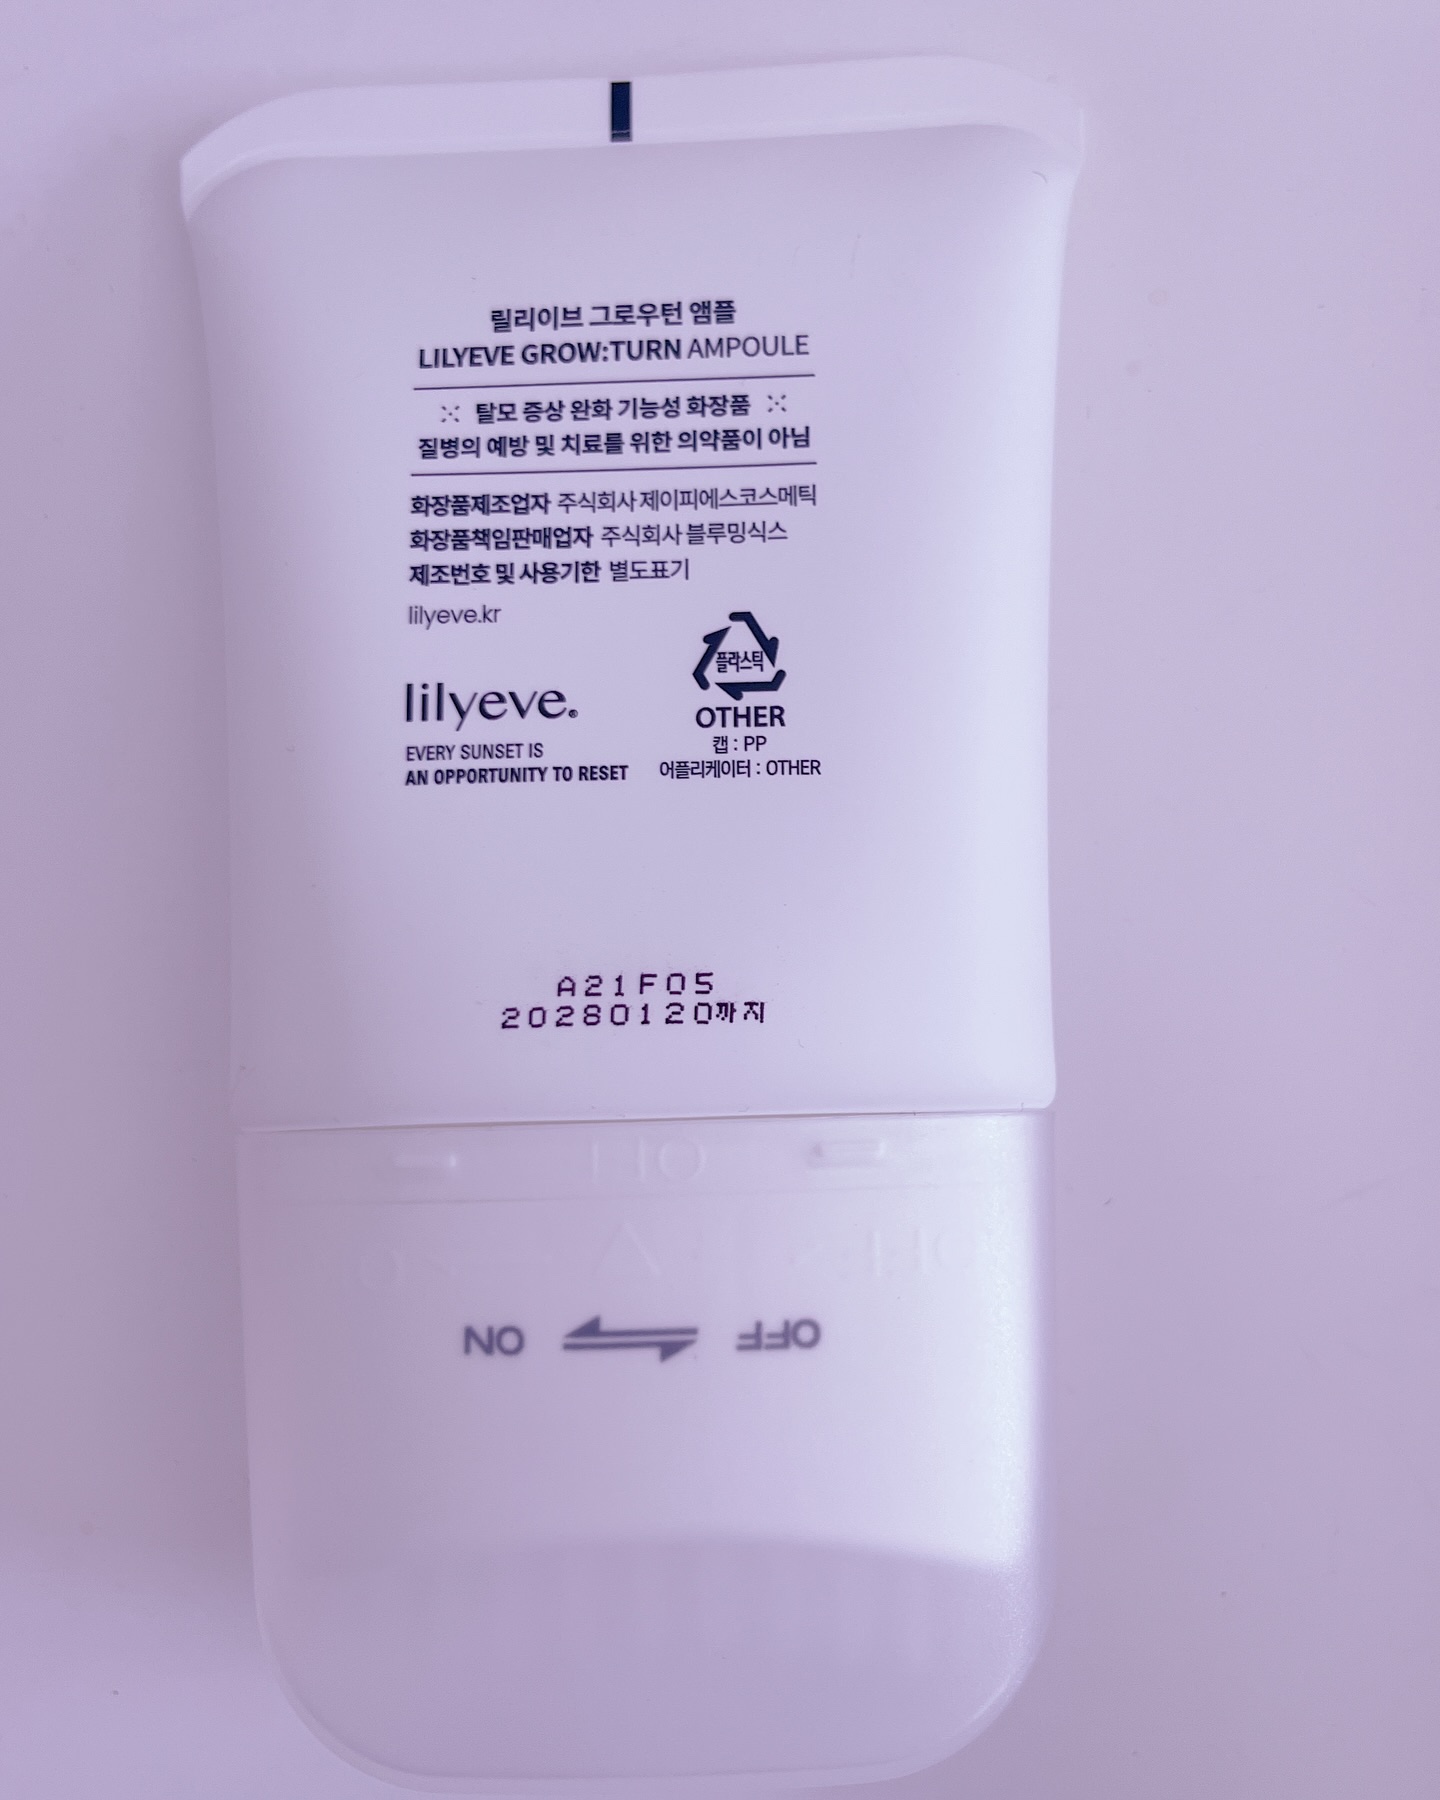 릴리이브 그로우턴 앰플
LILYEVE GROW:TURN AMPOULE
탈모 증상 완화 기능성 화장품
질병의 예방 및 치료를 위한 의약품이 아님
화장품제조업자 주식회사 제이피에스코스메틱
화장품책임판매업자 주식회사 블루밍식스
제조번호 및 사용기한 별도표기
lilyeve.kr
플라스틱
OTHER
캡 : PP
어플리케이터 : OTHER
lilyeve.®
EVERY SUNSET IS
AN OPPORTUNITY TO RESET
A21F05
20280120까지
OFF
ON